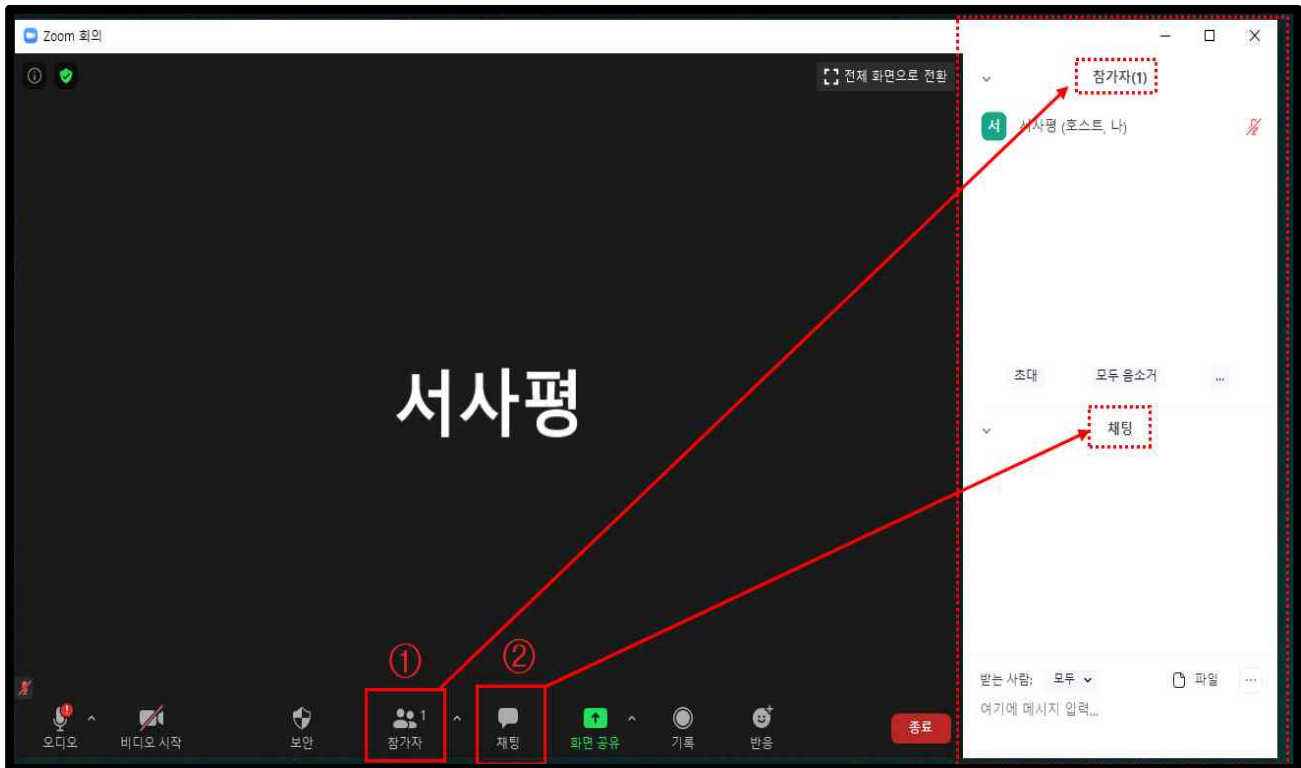 Zoom 회의
전체 화면으로 전환
참가자(1)
서 서사평 (호스트, 나)
서사평
초대 모두 음소거 ...
채팅
① ②
받는 사람: 모두 파일 ...
여기에 메시지 입력...
오디오 비디오 시작 보안 참가자 1 채팅 화면 공유 기록 반응 종료